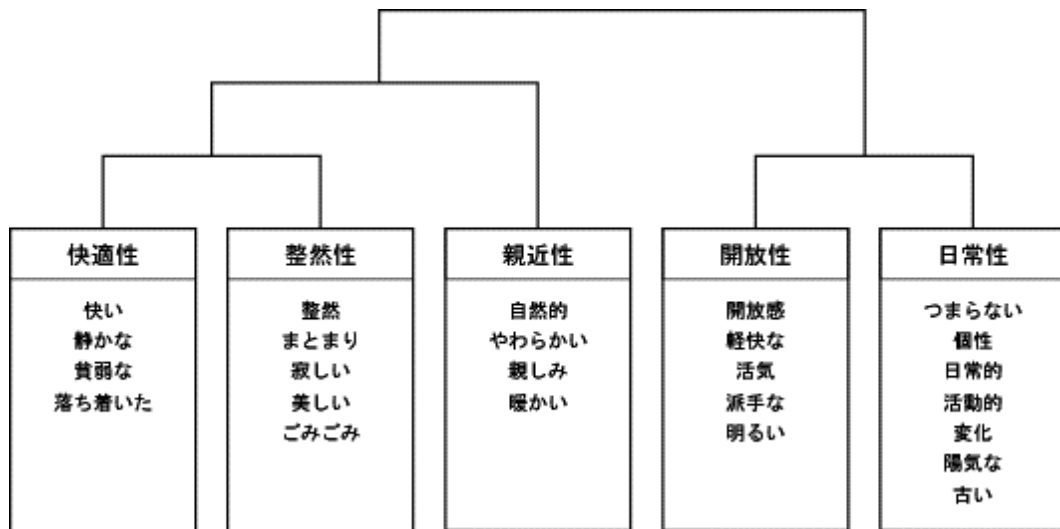 快適性
快い
静かな
貧弱な
落ち着いた
整然性
整然
まとまり
寂しい
美しい
ごみごみ
親近性
自然的
やわらかい
親しみ
暖かい
開放性
開放感
軽快な
活気
派手な
明るい
日常性
つまらない
個性
日常的
活動的
変化
陽気な
古い